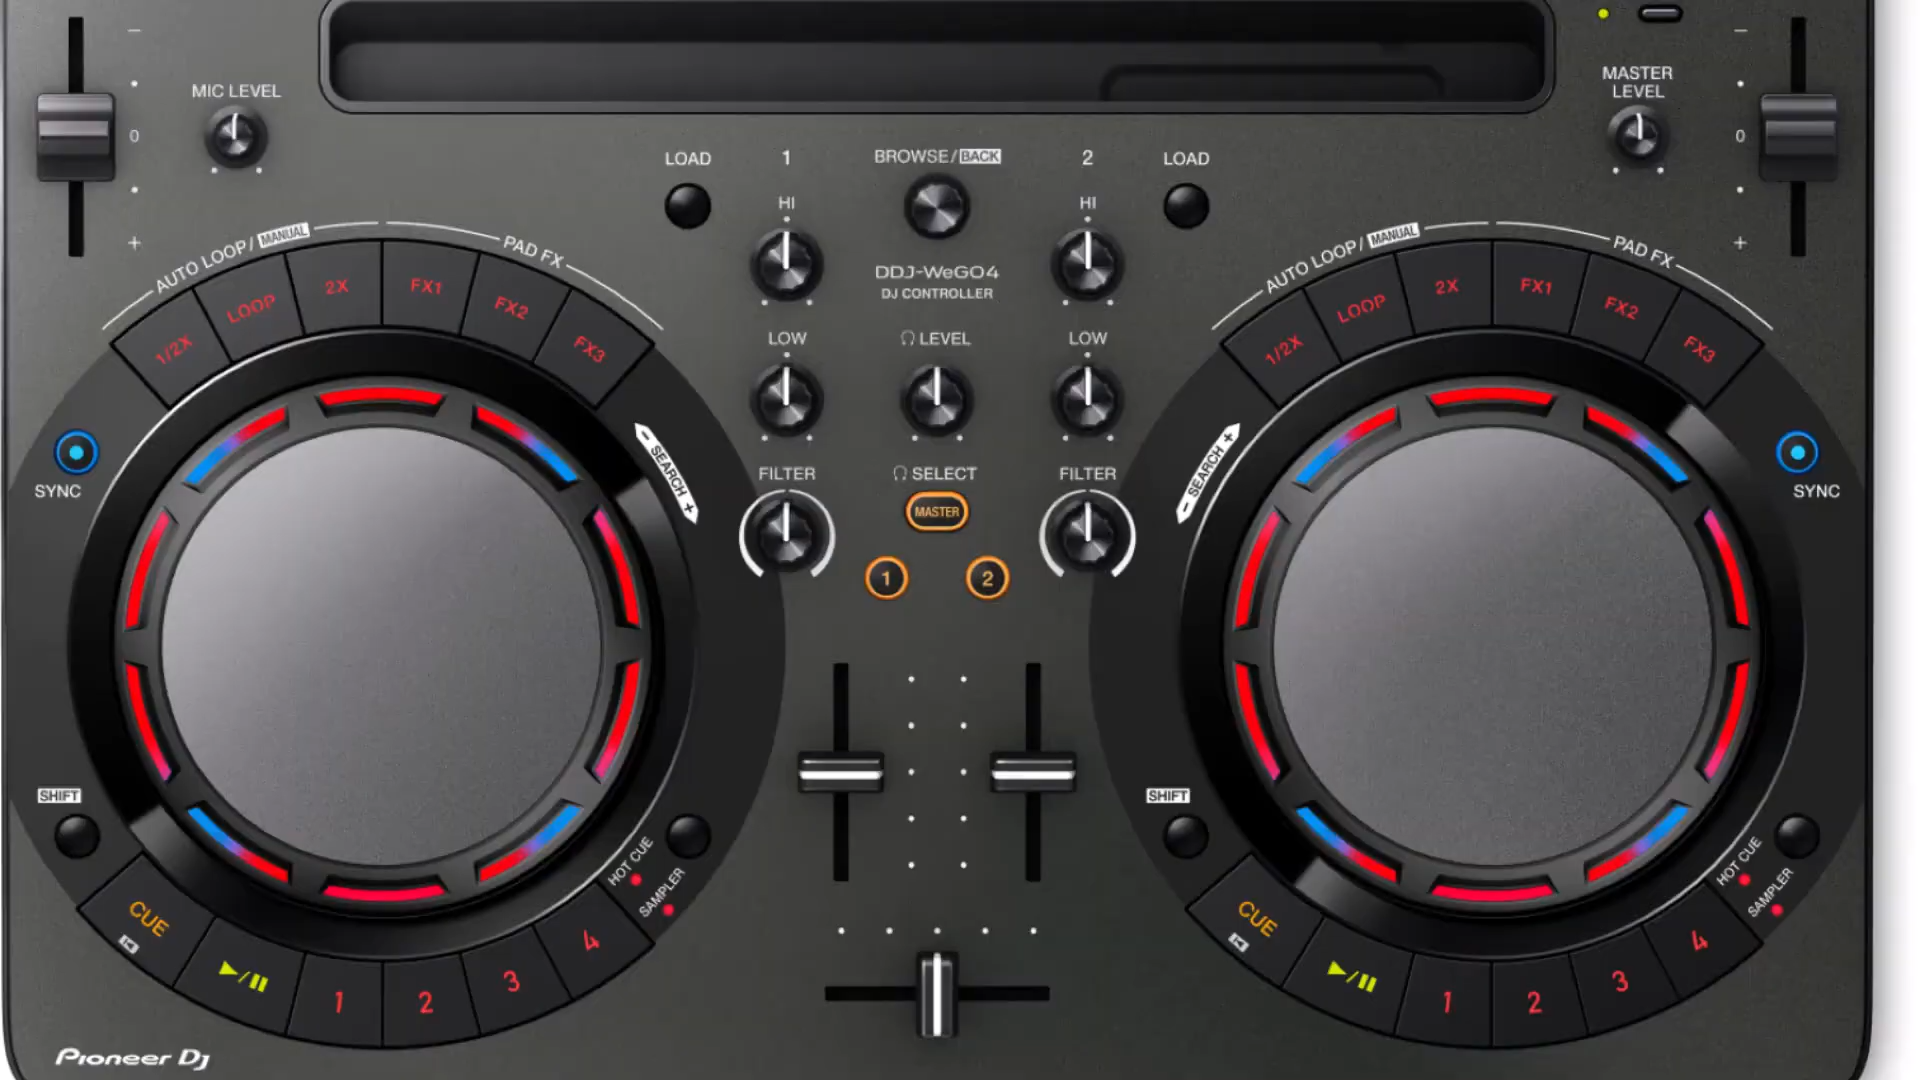 MIC LEVEL
MASTER
LEVEL
0
0
LOAD
1
BROWSE/BACK
2
LOAD
HI
HI
AUTO LOOP/MANUAL
PAD FX
AUTO LOOP/MANUAL
PAD FX
DDJ-WeGO4
DJ CONTROLLER
1/2X
LOOP
2X
FX1
FX2
FX3
1/2X
LOOP
2X
FX1
FX2
FX3
LOW
LEVEL
LOW
- SEARCH +
- SEARCH +
FILTER
SELECT
FILTER
SYNC
SYNC
MASTER
1
2
SHIFT
SHIFT
HOT CUE
SAMPLER
HOT CUE
SAMPLER
CUE
1
2
3
4
CUE
1
2
3
4
Pioneer Dj